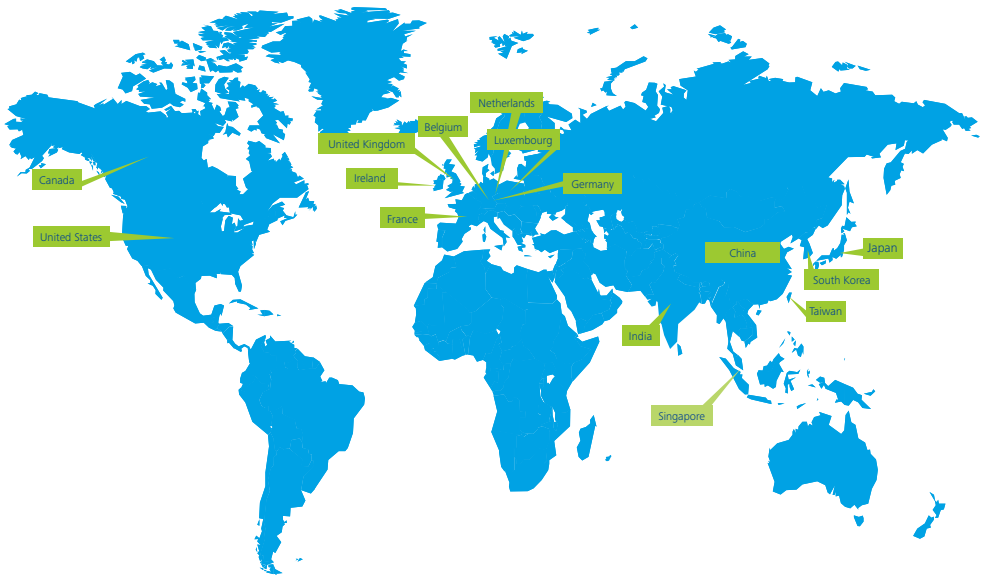 Netherlands
Belgium
United Kingdom
Luxembourg
Canada
Ireland
Germany
France
United States
China
Japan
South Korea
Taiwan
India
Singapore